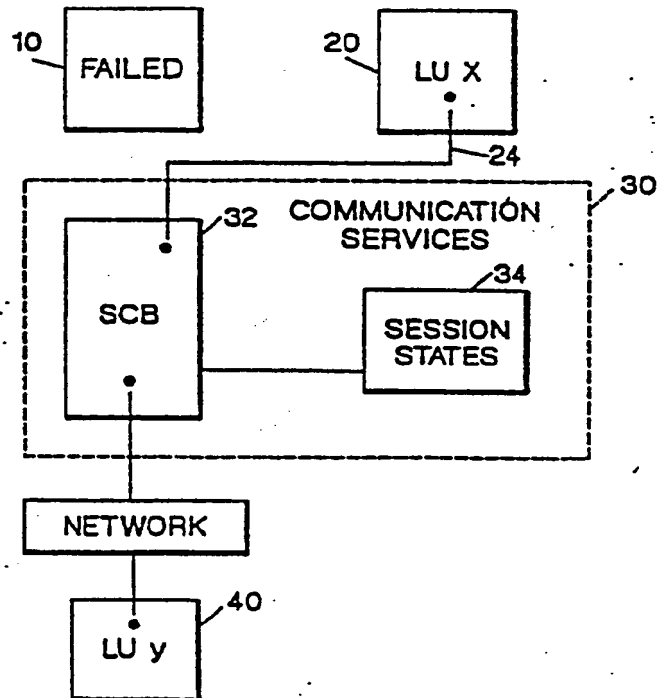 10
FAILED
20
LU X
24
30
COMMUNICATION
SERVICES
32
SCB
34
SESSION
STATES
NETWORK
40
LU y